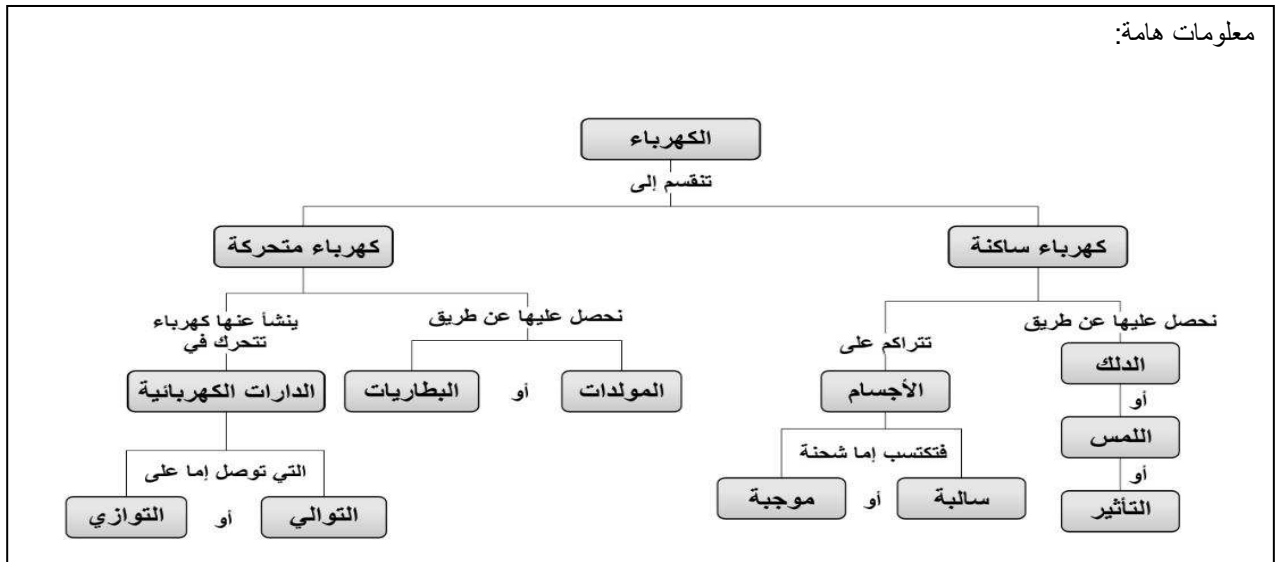 معلومات هامة:
الكهرباء
تنقسم إلى
كهرباء ساكنة
كهرباء متحركة
نحصل عليها عن طريق
الدلك
أو
اللمس
أو
التأثير
تتراكم على
الأجسام
فتكتسب إما شحنة
سالبة أو موجبة
نحصل عليها عن طريق
المولدات أو البطاريات
ينشأ عنها كهرباء
تتحرك في
الدارات الكهربائية
التي توصل إما على
التوالي أو التوازي